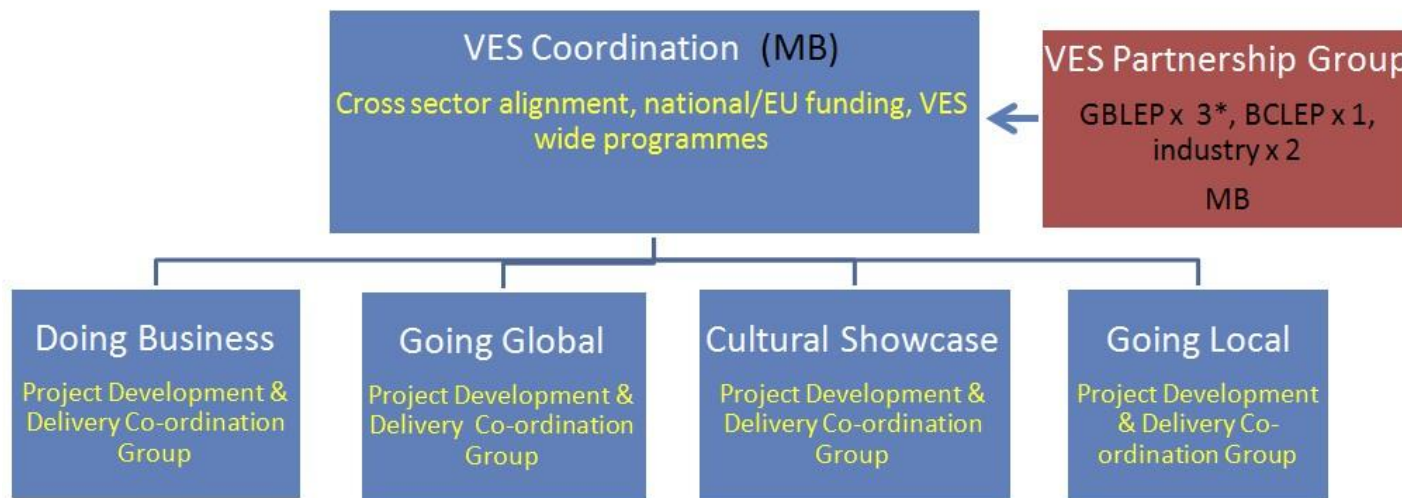 VES Coordination (MB)
Cross sector alignment, national/EU funding, VES
wide programmes
VES Partnership Group
GBLEP x 3*, BCLEP x 1,
industry x 2
MB
Doing Business
Project Development &
Delivery Co-ordination
Group
Going Global
Project Development &
Delivery Co-ordination
Group
Cultural Showcase
Project Development &
Delivery Co-ordination
Group
Going Local
Project Development
& Delivery Co-
ordination Group